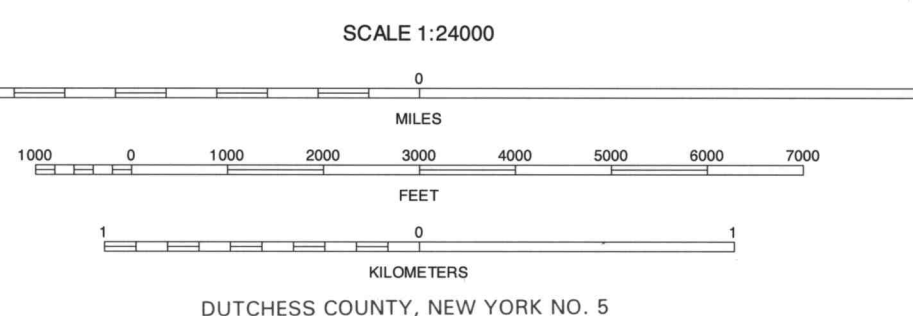 SCALE 1:24000
0
MILES
1000 0 1000 2000 3000 4000 5000 6000 7000
FEET
1 0 1
KILOMETERS
DUTCHESS COUNTY, NEW YORK NO. 5